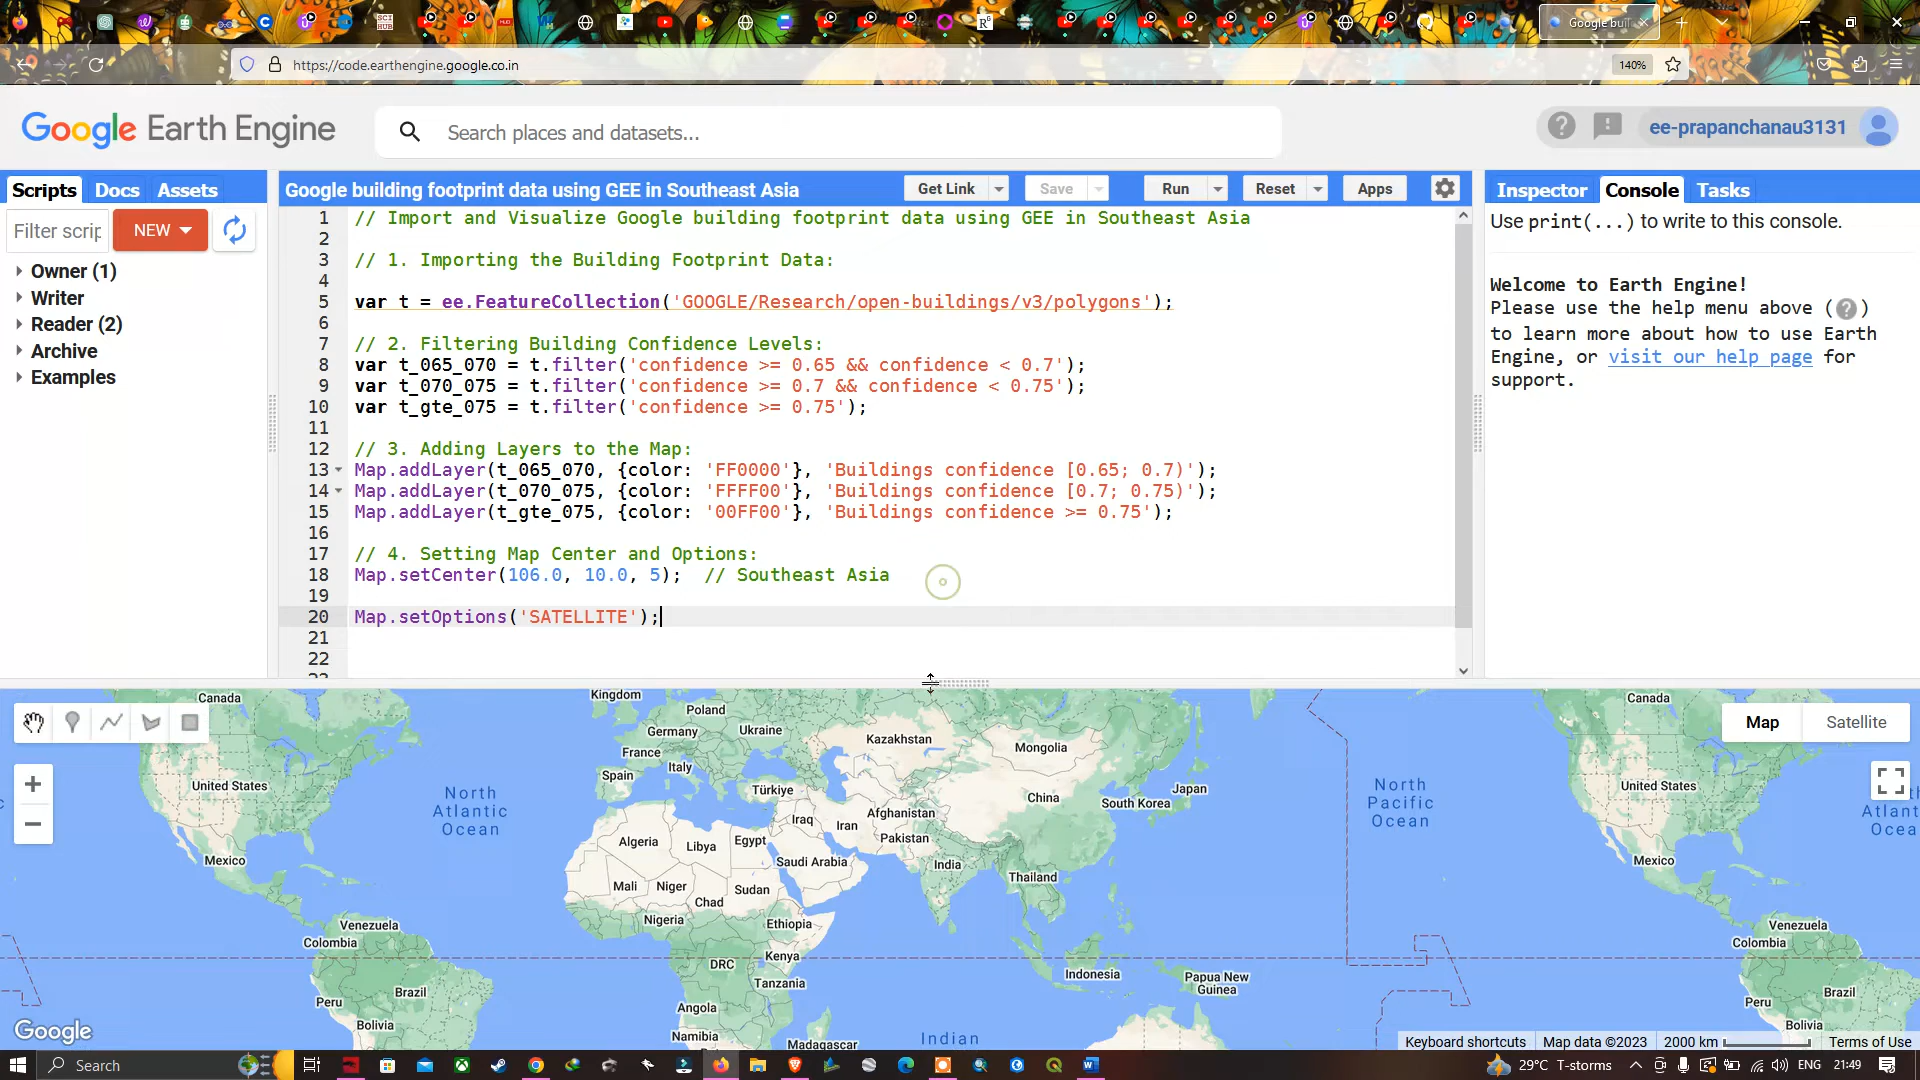 Google buil
https://code.earthengine.google.co.in
140%
Google Earth Engine
Search places and datasets...
ee-prapanchanau3131
Scripts Docs Assets
Google building footprint data using GEE in Southeast Asia
Get Link Save Run Reset Apps
Inspector Console Tasks
Filter scrip NEW
Owner (1)
Writer
Reader (2)
Archive
Examples
1 // Import and Visualize Google building footprint data using GEE in Southeast Asia
2
3 // 1. Importing the Building Footprint Data:
4
5 var t = ee.FeatureCollection('GOOGLE/Research/open-buildings/v3/polygons');
6
7 // 2. Filtering Building Confidence Levels:
8 var t_065_070 = t.filter('confidence >= 0.65 && confidence < 0.7');
9 var t_070_075 = t.filter('confidence >= 0.7 && confidence < 0.75');
10 var t_gte_075 = t.filter('confidence >= 0.75');
11
12 // 3. Adding Layers to the Map:
13 Map.addLayer(t_065_070, {color: 'FF0000'}, 'Buildings confidence [0.65; 0.7)');
14 Map.addLayer(t_070_075, {color: 'FFFF00'}, 'Buildings confidence [0.7; 0.75)');
15 Map.addLayer(t_gte_075, {color: '00FF00'}, 'Buildings confidence >= 0.75');
16
17 // 4. Setting Map Center and Options:
18 Map.setCenter(106.0, 10.0, 5); // Southeast Asia
19
20 Map.setOptions('SATELLITE');
21
22
Use print(...) to write to this console.
Welcome to Earth Engine!
Please use the help menu above (?)
to learn more about how to use Earth
Engine, or visit our help page for
support.
Map Satellite
Canada
Kingdom
Poland
Germany
Ukraine
France
Italy
Spain
Türkiye
Kazakhstan
Mongolia
China
Japan
South Korea
Afghanistan
Iraq
Iran
Pakistan
India
Thailand
Algeria
Libya
Egypt
Saudi Arabia
Mali
Niger
Sudan
Chad
Nigeria
Ethiopia
DRC
Kenya
Tanzania
Angola
Namibia
Madagascar
Indonesia
Papua New
Guinea
Indian
North
Pacific
Ocean
North
Atlantic
Ocean
United States
Mexico
Venezuela
Colombia
Peru
Brazil
Bolivia
Canada
United States
Mexico
Atlant
Ocea
Venezuela
Colombia
Peru
Brazil
Bolivia
Google
Keyboard shortcuts Map data ©2023 2000 km Terms of Use
Search
29°C T-storms ENG 21:49